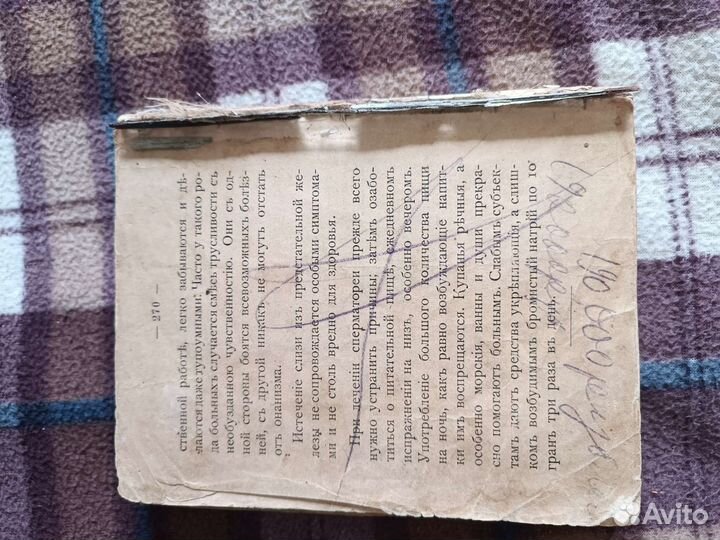 — 270 —
ственной работѣ, легко забиваются и дѣ-
лаются даже тупоумными. Часто у такого ро-
да больныхъ случается смѣсь трусливости съ
необузданною чувственностью. Они съ од-
ной стороны боятся всевозможныхъ болѣз-
ней, съ другой никакъ не могутъ отстать
отъ онанизма.
Истеченіе слизи изъ предстательной же-
лезы не сопровождается особыми симптома-
ми и не столь вредно для здоровья.
При леченіи сперматореи прежде всего
нужно устранить причины; затѣмъ озабо-
титься о питательной пищѣ, ежедневномъ
испражненіи на низъ, особенно вечеромъ.
Употребленіе большого количества пищи
на ночь, какъ равно возбуждающіе напит-
ки имъ воспрещаются. Купанья рѣчныя, а
особенно морскія, ванны и души прекра-
сно помогаютъ больнымъ. Слабымъ субъек-
тамъ даютъ средства укрѣпляющія, а слиш-
комъ возбудимымъ бромистый натрій по 10
гранъ три раза въ день.
Avito